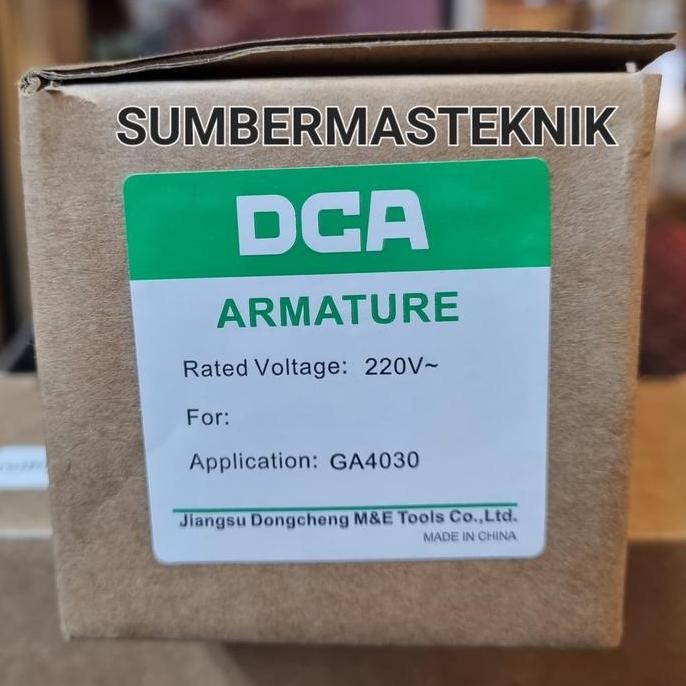 SUMBERMASTEKNIK
DCA
ARMATURE
Rated Voltage: 220V~
For:
Application: GA4030
Jiangsu Dongcheng M&E Tools Co.,Ltd.
MADE IN CHINA